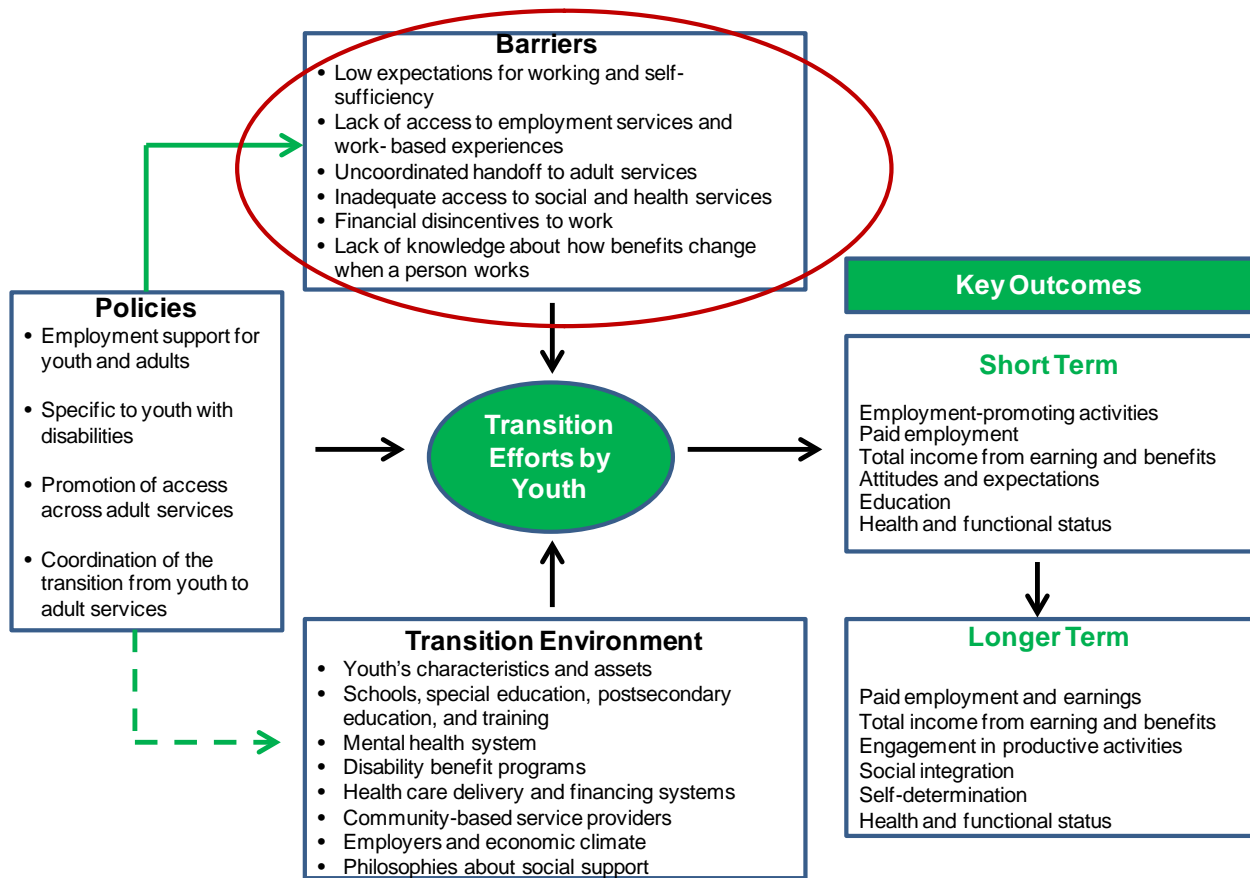 Barriers
• Low expectations for working and self-
sufficiency
• Lack of access to employment services and
work- based experiences
• Uncoordinated handoff to adult services
• Inadequate access to social and health services
• Financial disincentives to work
• Lack of knowledge about how benefits change
when a person works
Policies
• Employment support for
youth and adults
• Specific to youth with
disabilities
• Promotion of access
across adult services
• Coordination of the
transition from youth to
adult services
Transition
Efforts by
Youth
Key Outcomes
Short Term
Employment-promoting activities
Paid employment
Total income from earning and benefits
Attitudes and expectations
Education
Health and functional status
Transition Environment
• Youth's characteristics and assets
• Schools, special education, postsecondary
education, and training
• Mental health system
• Disability benefit programs
• Health care delivery and financing systems
• Community-based service providers
• Employers and economic climate
• Philosophies about social support
Longer Term
Paid employment and earnings
Total income from earning and benefits
Engagement in productive activities
Social integration
Self-determination
Health and functional status